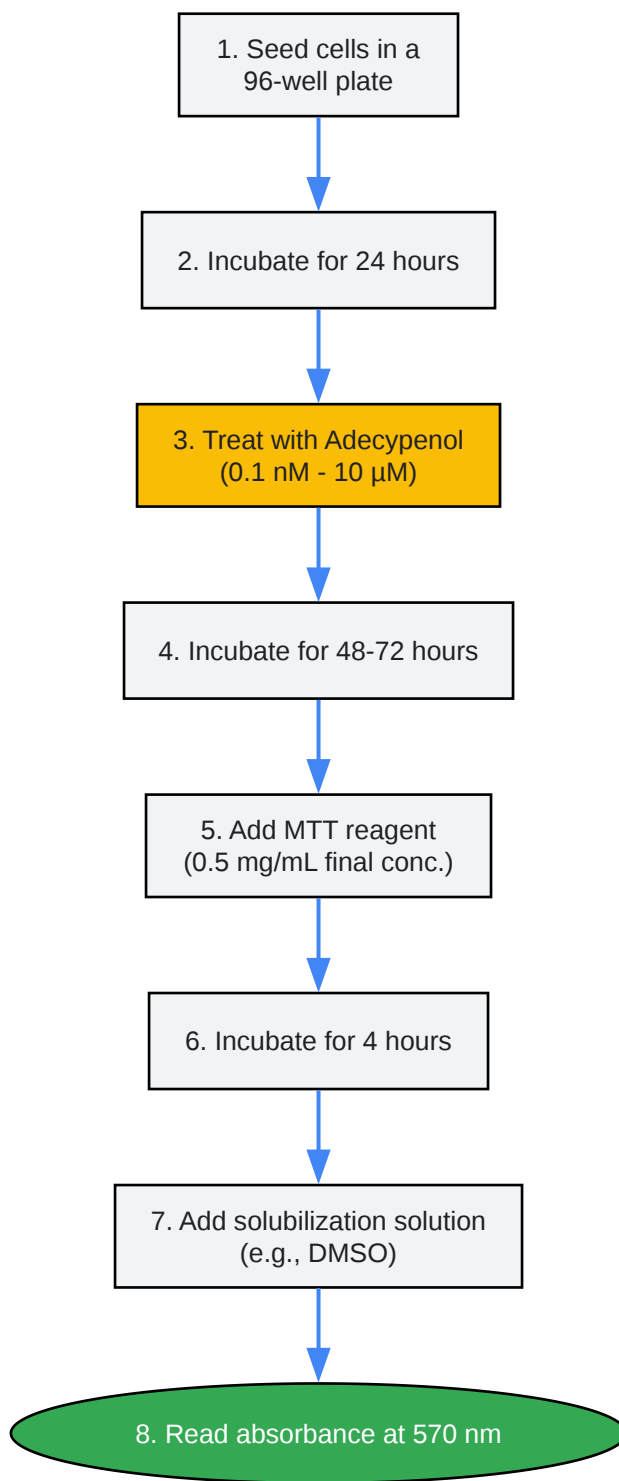 1. Seed cells in a
96-well plate
2. Incubate for 24 hours
3. Treat with Adecypenol
(0.1 nM - 10 µM)
4. Incubate for 48-72 hours
5. Add MTT reagent
(0.5 mg/mL final conc.)
6. Incubate for 4 hours
7. Add solubilization solution
(e.g., DMSO)
8. Read absorbance at 570 nm